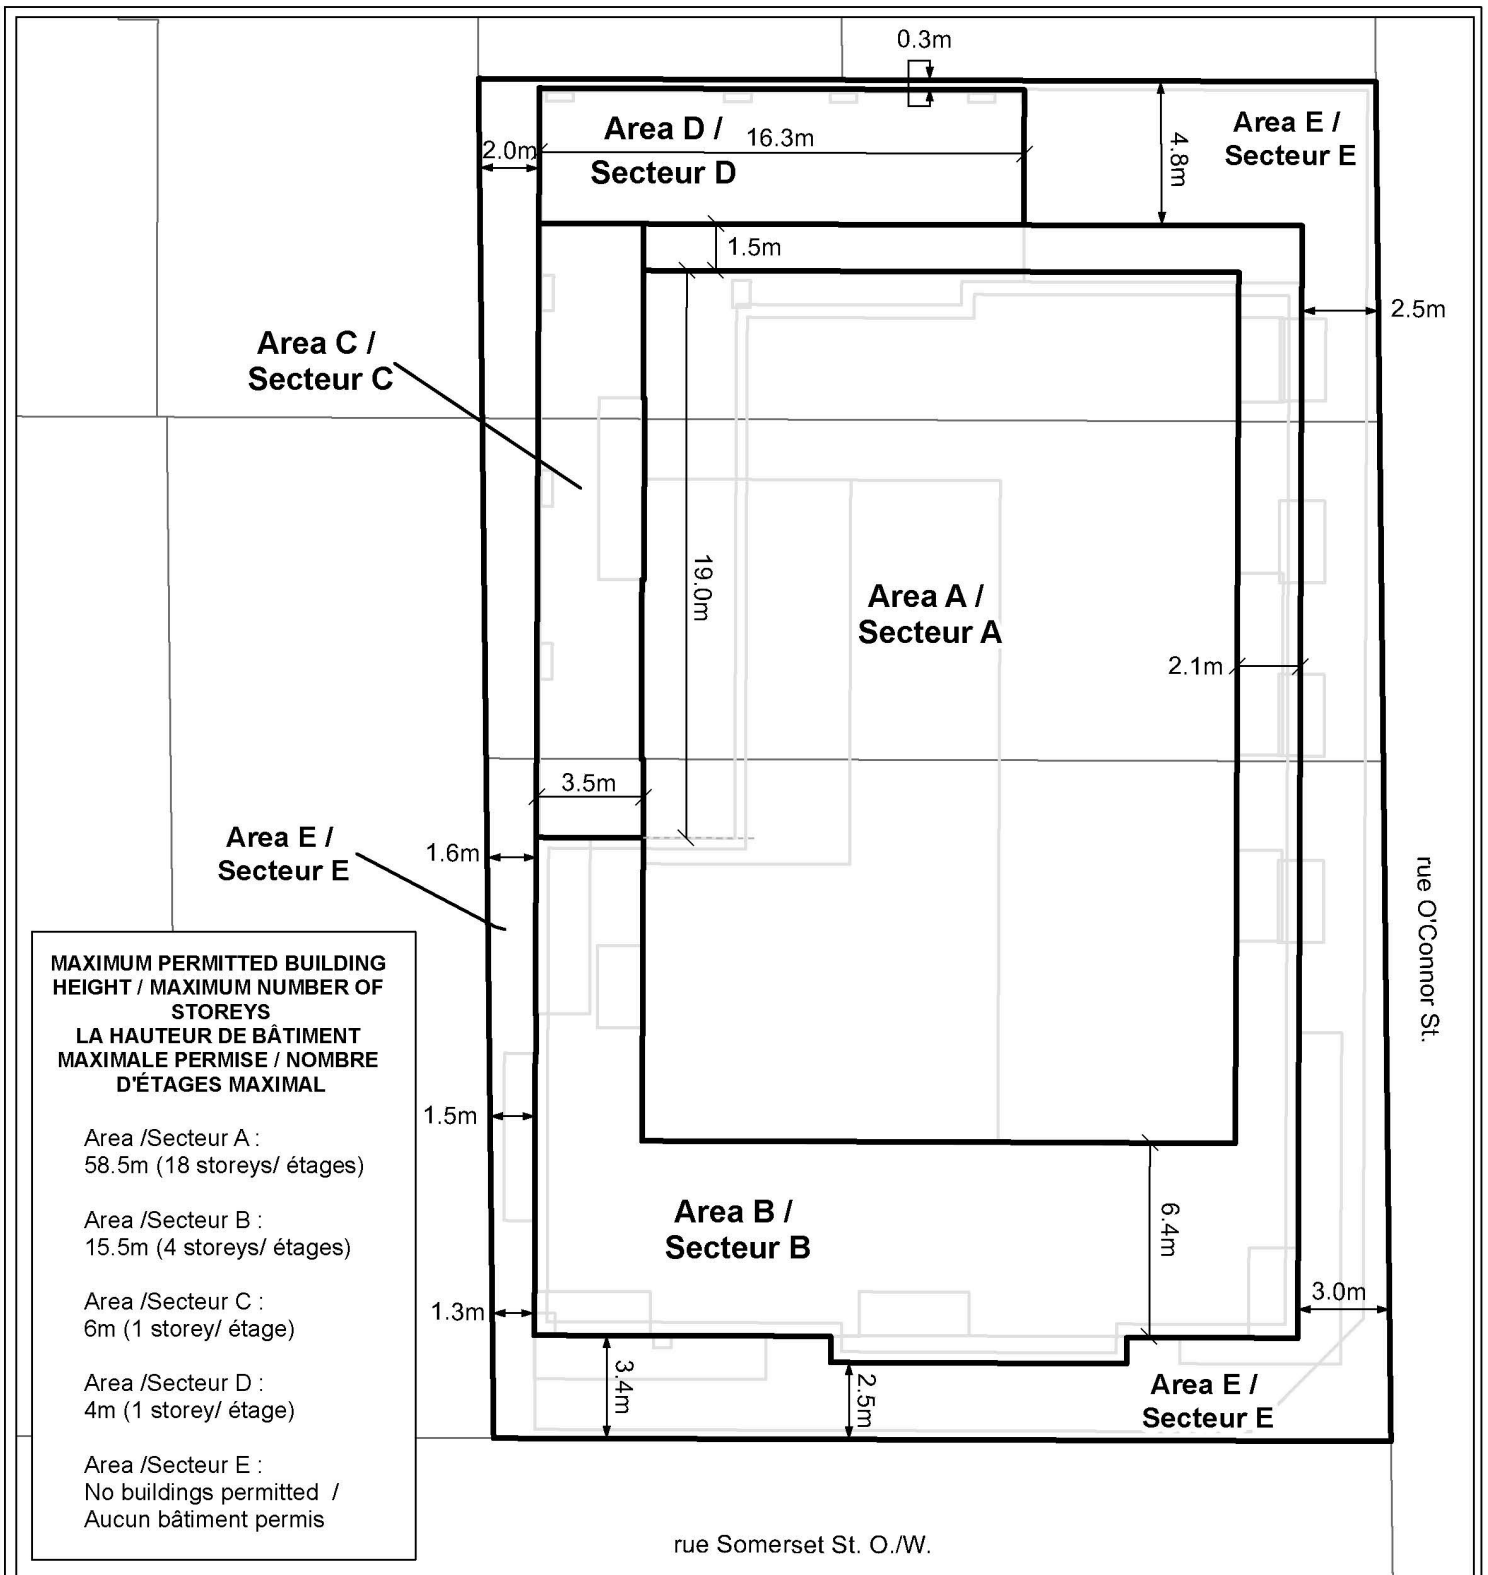 0.3m
Area D /
Secteur D
16.3m
2.0m
4.8m
Area E /
Secteur E
1.5m
2.5m
Area C /
Secteur C
19.0m
Area A /
Secteur A
2.1m
3.5m
Area E /
Secteur E
1.6m
rue O'Connor St.
MAXIMUM PERMITTED BUILDING
HEIGHT / MAXIMUM NUMBER OF
STOREYS
LA HAUTEUR DE BÂTIMENT
MAXIMALE PERMISE / NOMBRE
D'ÉTAGES MAXIMAL
Area /Secteur A :
58.5m (18 storeys/ étages)
Area /Secteur B :
15.5m (4 storeys/ étages)
Area /Secteur C :
6m (1 storey/ étage)
Area /Secteur D :
4m (1 storey/ étage)
Area /Secteur E :
No buildings permitted /
Aucun bâtiment permis
1.5m
Area B /
Secteur B
6.4m
1.3m
3.0m
3.4m
2.5m
Area E /
Secteur E
rue Somerset St. O./W.